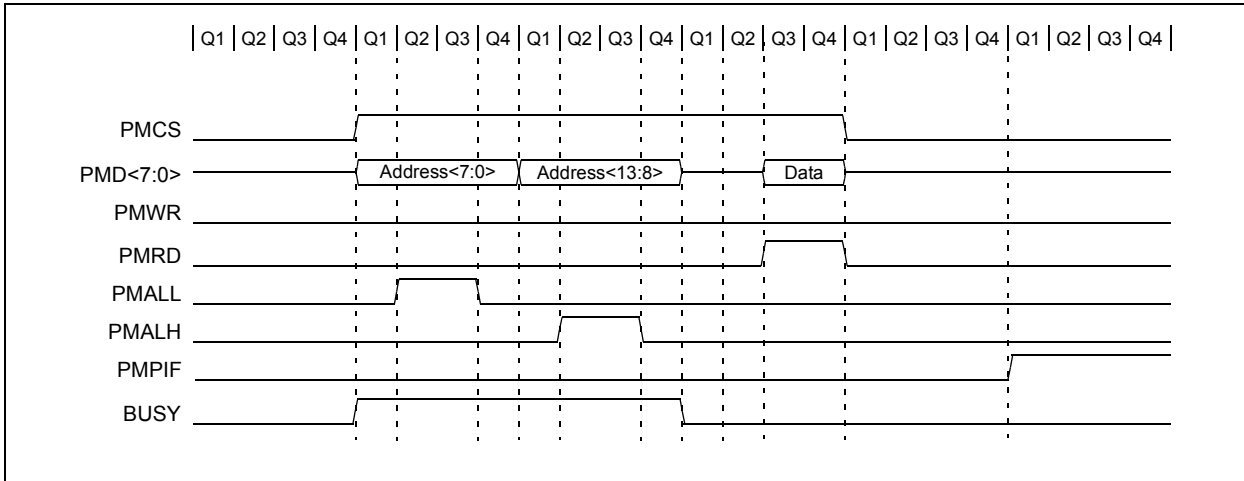 Q1 Q2 Q3 Q4 Q1 Q2 Q3 Q4 Q1 Q2 Q3 Q4 Q1 Q2 Q3 Q4 Q1 Q2 Q3 Q4 Q1 Q2 Q3 Q4
PMCS
PMD<7:0> Address<7:0> Address<13:8> Data
PMWR
PMRD
PMALL
PMALH
PMPIF
BUSY